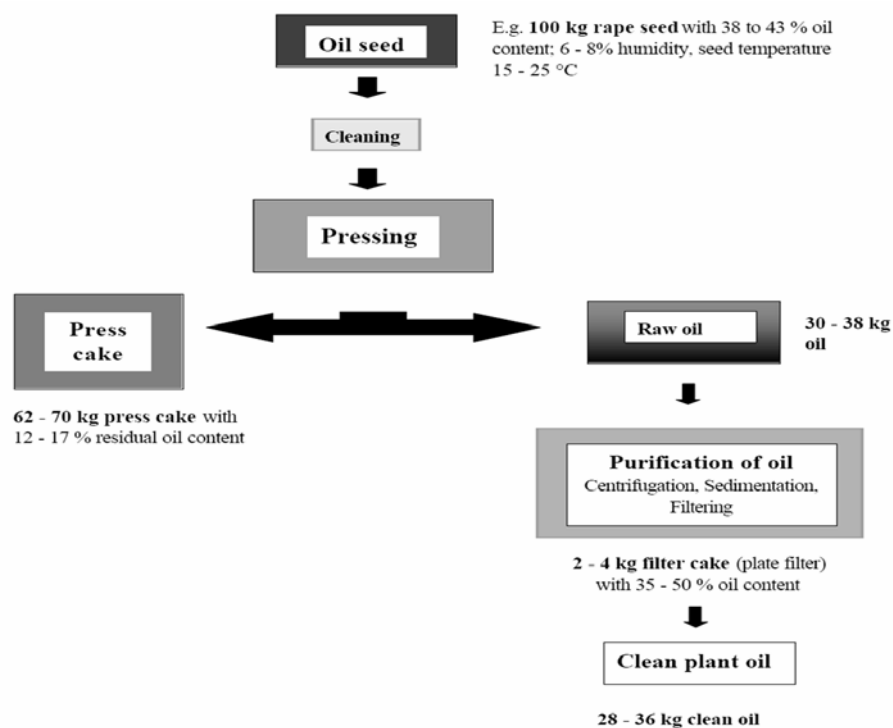 Oil seed
E.g. 100 kg rape seed with 38 to 43 % oil
content; 6 - 8% humidity, seed temperature
15 - 25 °C
Cleaning
Pressing
Press
cake
62 - 70 kg press cake with
12 - 17 % residual oil content
Raw oil
30 - 38 kg
oil
Purification of oil
Centrifugation, Sedimentation,
Filtering
2 - 4 kg filter cake (plate filter)
with 35 - 50 % oil content
Clean plant oil
28 - 36 kg clean oil